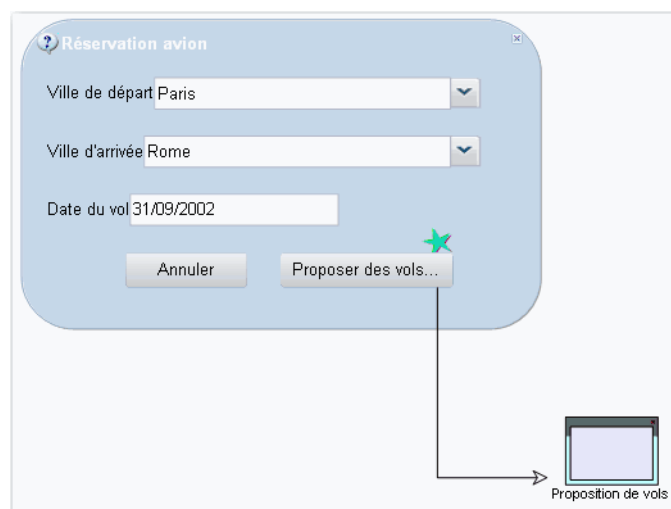 Réservation avion
Ville de départ Paris
Ville d'arrivée Rome
Date du vol 31/09/2002
Annuler Proposer des vols...
Proposition de vols